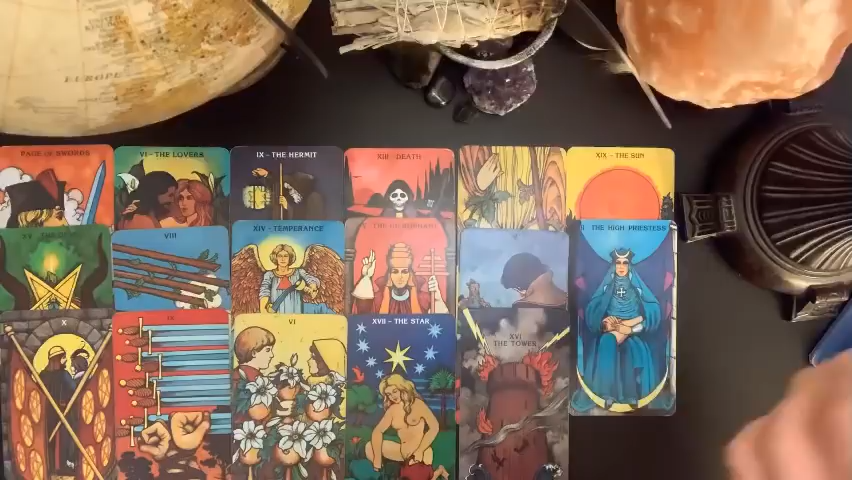 EUROPE
PAGE OF SWORDS
VI - THE LOVERS
IX - THE HERMIT
XIII - DEATH
XIX - THE SUN
VIII
XIV - TEMPERANCE
THE HIGH PRIESTESS
X
IX
VI
XVII - THE STAR
XVI
THE TOWER